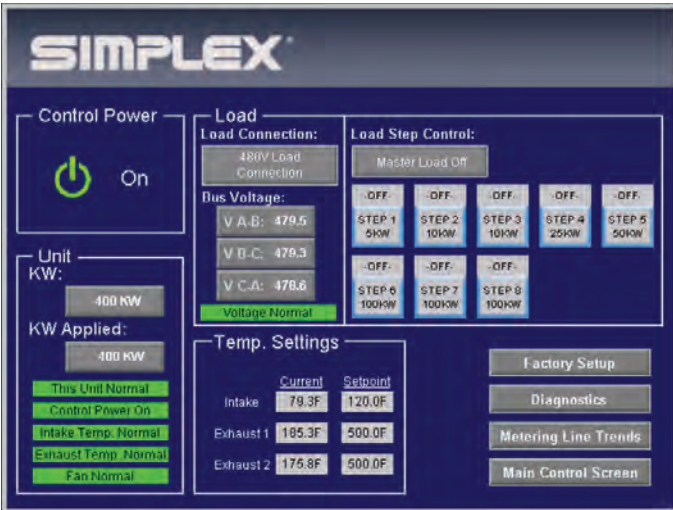 SIMPLEX
Control Power
On
Load
Load Connection:
480V Load
Connection
Bus Voltage:
V A-B: 479.5
V B-C: 479.3
V C-A: 478.6
Voltage Normal
Load Step Control:
Master Load Off
-OFF- -OFF- -OFF- -OFF- -OFF-
STEP 1 STEP 2 STEP 3 STEP 4 STEP 5
5KW 10KW 10KW 25KW 50KW
-OFF- -OFF- -OFF-
STEP 6 STEP 7 STEP 8
100KW 100KW 100KW
Unit
KW:
400 KW
KW Applied:
400 KW
This Unit Normal
Control Power On
Intake Temp. Normal
Exhaust Temp. Normal
Fan Normal
Temp. Settings
Current Setpoint
Intake 79.3F 120.0F
Exhaust 1 185.3F 500.0F
Exhaust 2 175.8F 500.0F
Factory Setup
Diagnostics
Metering Line Trends
Main Control Screen